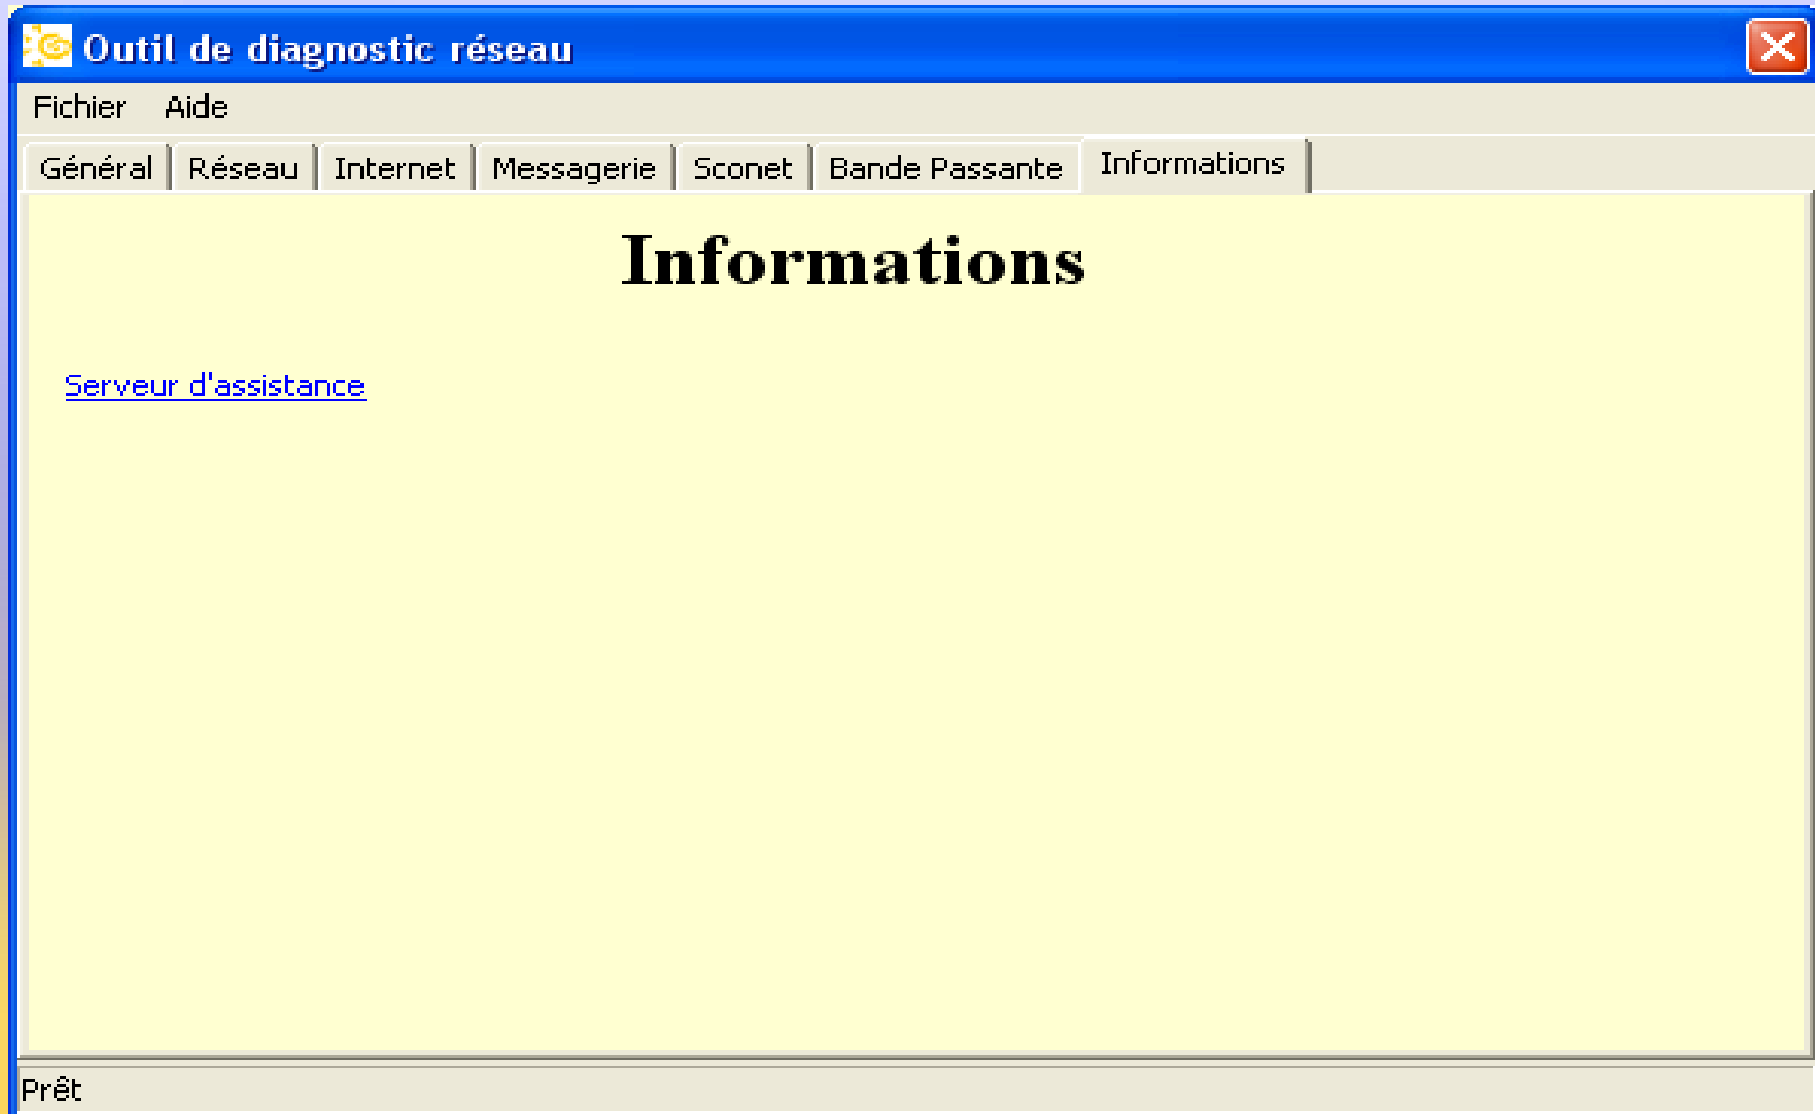 Outil de diagnostic réseau
Fichier Aide
Général Réseau Internet Messagerie Sconet Bande Passante Informations
Informations
Serveur d'assistance
Prêt